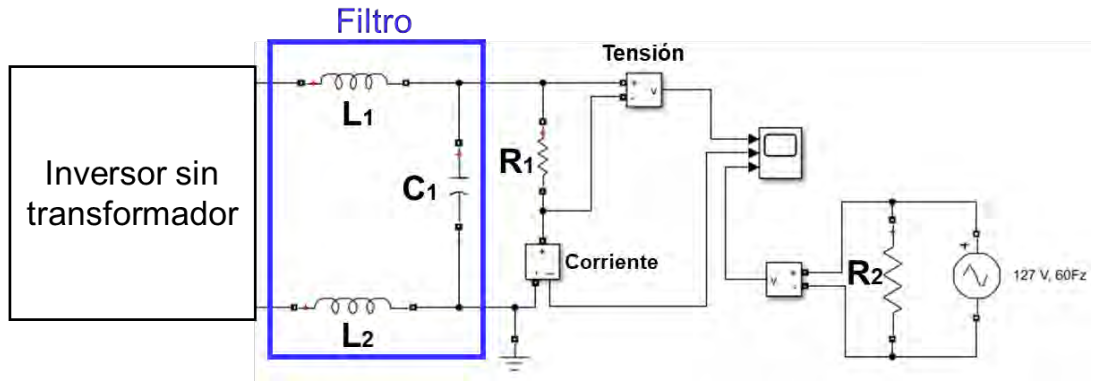 Filtro
Tensión
L1
v
Inversor sin
transformador
R1
C1
Corriente
v
R2
127 V, 60Fz
L2